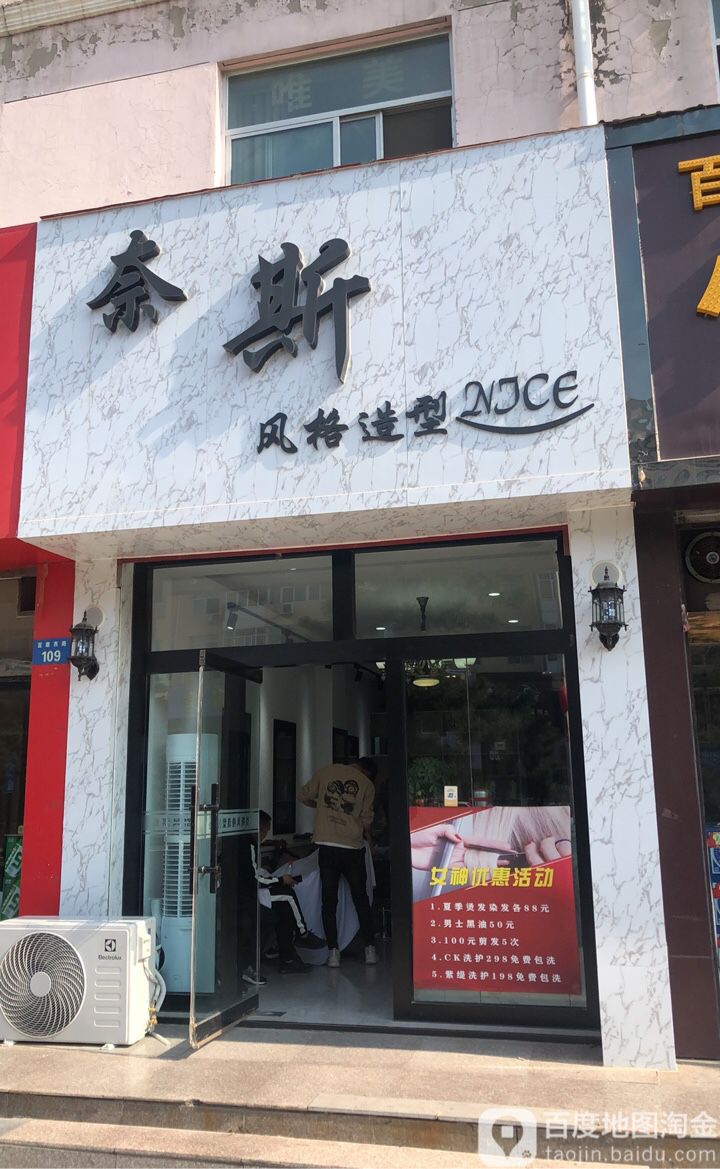 唯美
百
奈斯
风格造型 NICE
109
Electrolux
女神优惠活动
1.夏季烫发染发各88元
2.男士黑油50元
3.100元剪发5次
4.CK洗护298免费包洗
5.紫缇洗护198免费包洗
百度地图淘金
taojin.baidu.com